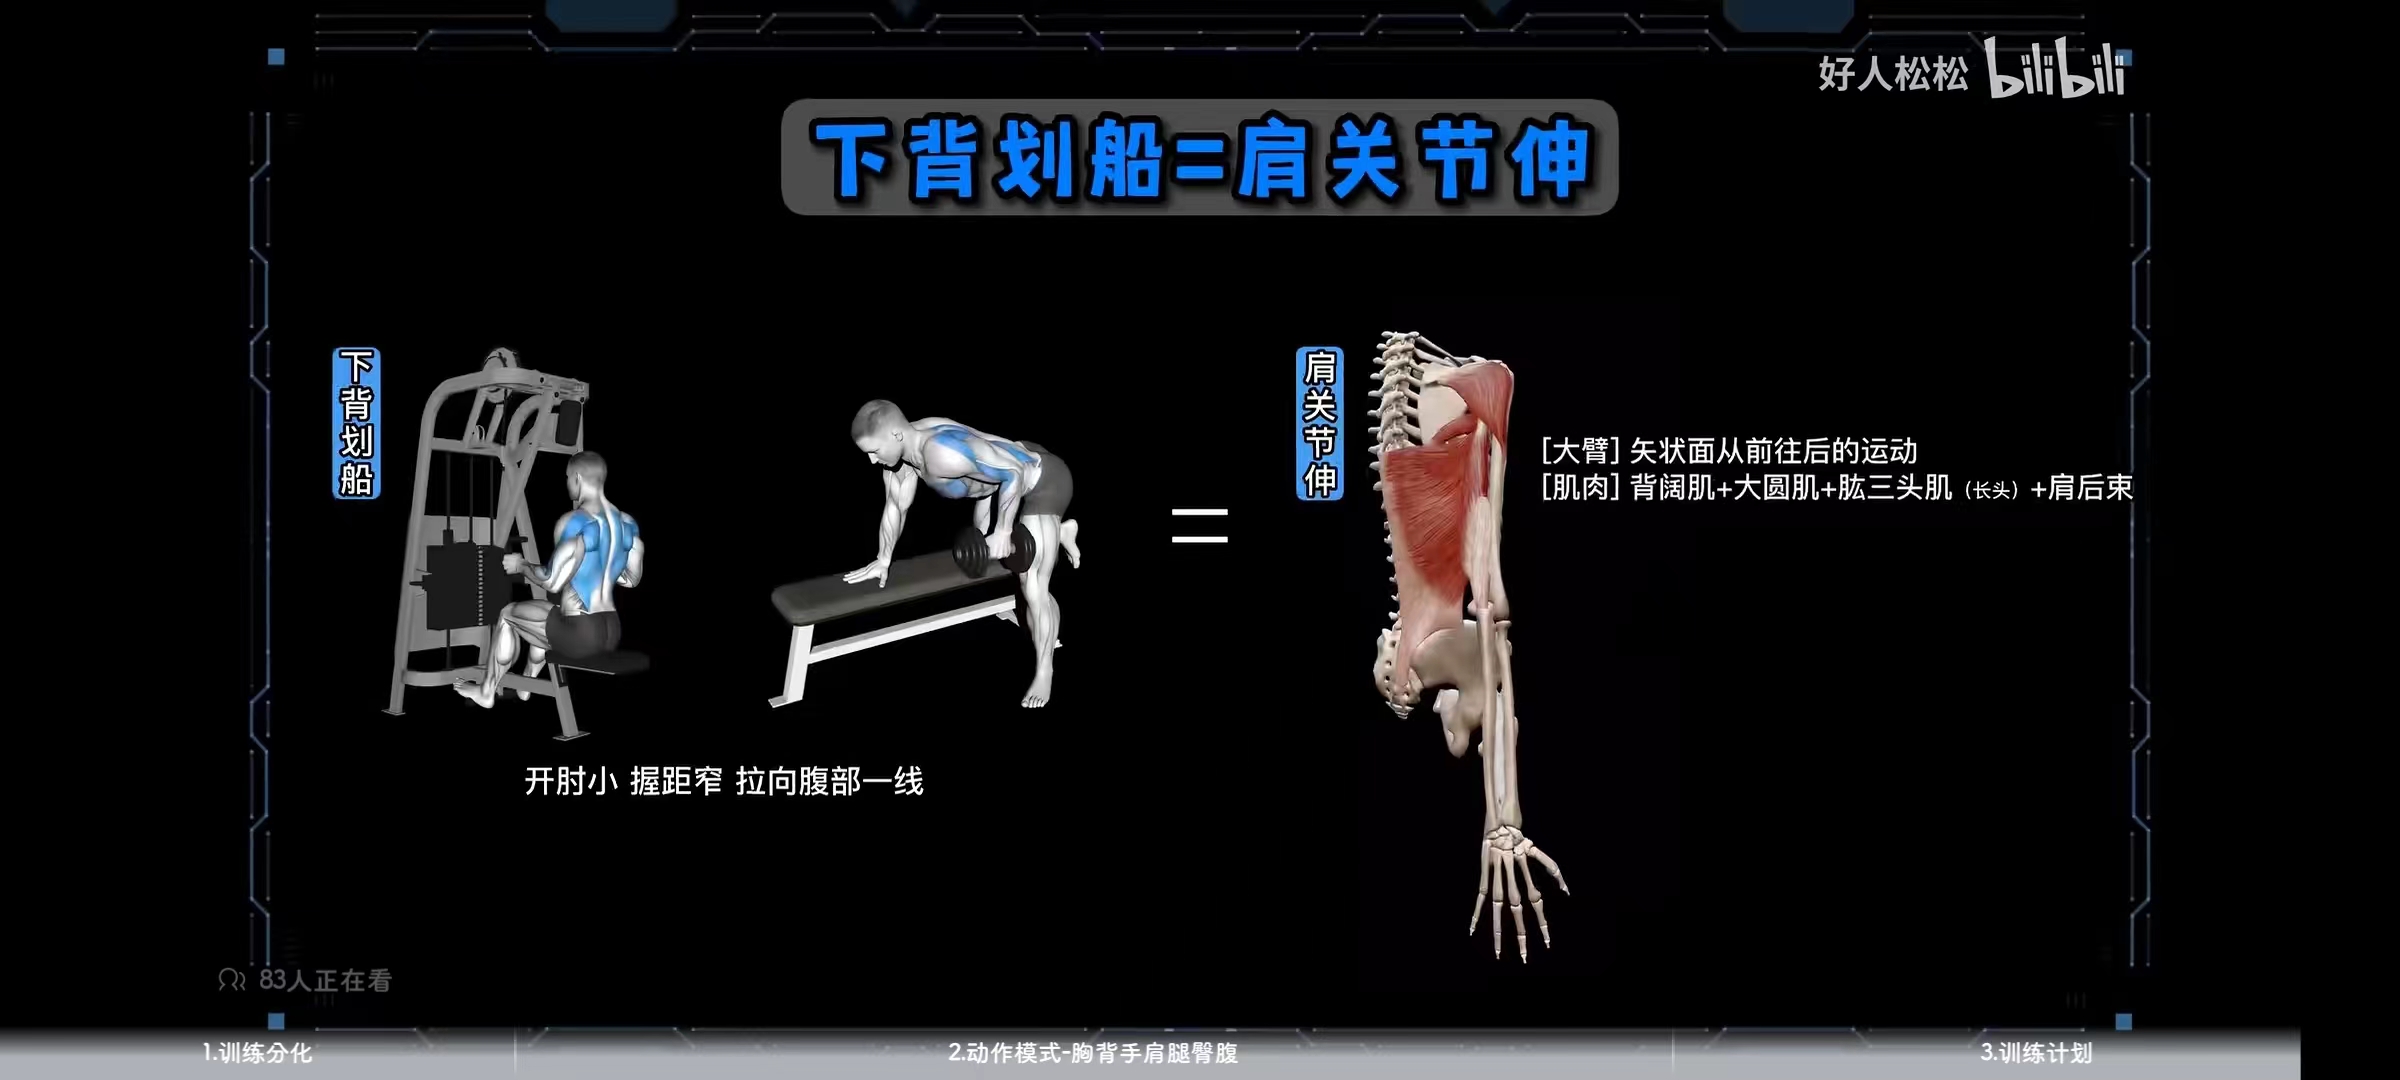 好人松松 bilibili
下背划船=肩关节伸
下背划船
肩关节伸
[大臂] 矢状面从前往后的运动
[肌肉] 背阔肌+大圆肌+肱三头肌（长头）+肩后束
开肘小 握距窄 拉向腹部一线
83人正在看
1.训练分化
2.动作模式-胸背手肩腿臀腹
3.训练计划